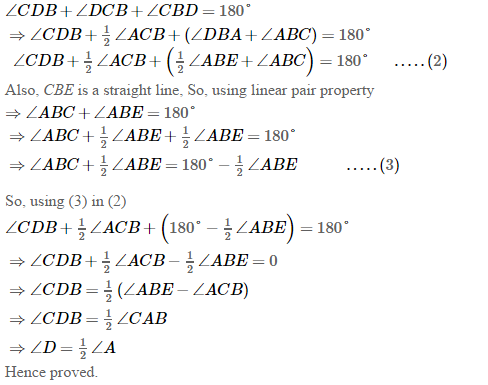 ∠CDB + ∠DCB + ∠CBD = 180°
⇒ ∠CDB + 1/2 ∠ACB + (∠DBA + ∠ABC) = 180°
∠CDB + 1/2 ∠ACB + (1/2 ∠ABE + ∠ABC) = 180° .....(2)
Also, CBE is a straight line, So, using linear pair property
⇒ ∠ABC + ∠ABE = 180°
⇒ ∠ABC + 1/2 ∠ABE + 1/2 ∠ABE = 180°
⇒ ∠ABC + 1/2 ∠ABE = 180° − 1/2 ∠ABE .....(3)
So, using (3) in (2)
∠CDB + 1/2 ∠ACB + (180° − 1/2 ∠ABE) = 180°
⇒ ∠CDB + 1/2 ∠ACB − 1/2 ∠ABE = 0
⇒ ∠CDB = 1/2 (∠ABE − ∠ACB)
⇒ ∠CDB = 1/2 ∠CAB
⇒ ∠D = 1/2 ∠A
Hence proved.